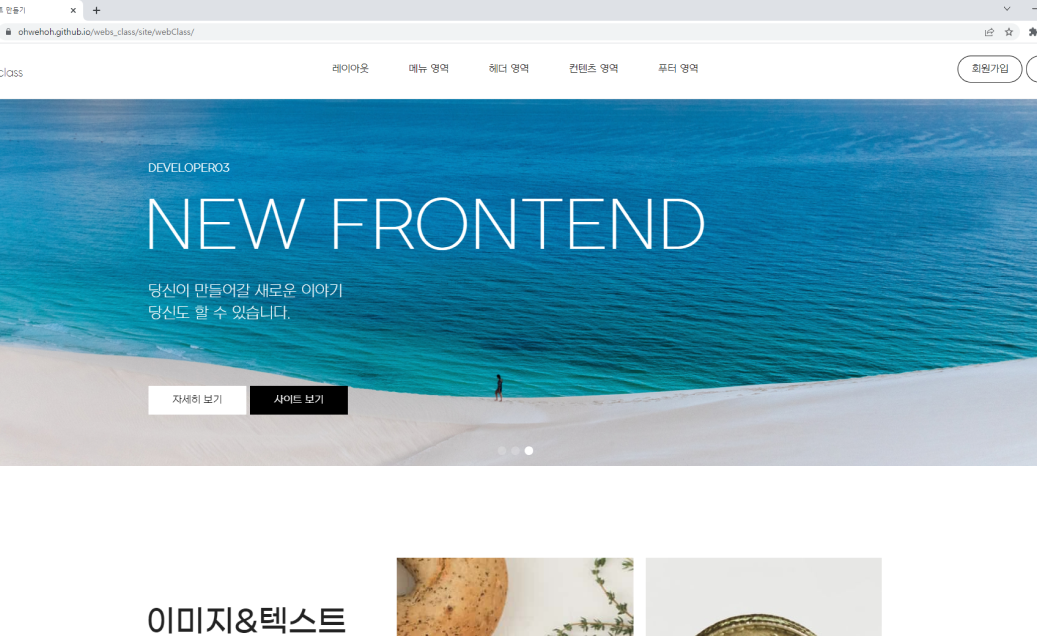 트 만들기
ohwehoh.github.io/webs_class/site/webClass/
class
레이아웃 메뉴 영역 헤더 영역 컨텐츠 영역 푸터 영역
회원가입
DEVELOPER03
NEW FRONTEND
당신이 만들어갈 새로운 이야기
당신도 할 수 있습니다.
자세히 보기 사이트 보기
이미지&텍스트